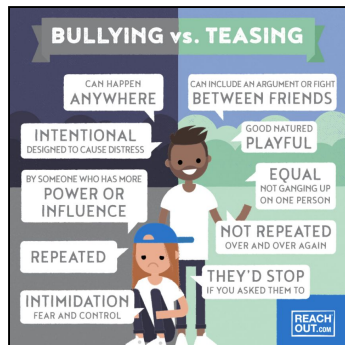 BULLYING vs. TEASING
CAN HAPPEN
ANYWHERE
INTENTIONAL
DESIGNED TO CAUSE DISTRESS
BY SOMEONE WHO HAS MORE
POWER OR
INFLUENCE
REPEATED
INTIMIDATION
FEAR AND CONTROL
CAN INCLUDE AN ARGUMENT OR FIGHT
BETWEEN FRIENDS
GOOD NATURED
PLAYFUL
EQUAL
NOT GANGING UP
ON ONE PERSON
NOT REPEATED
OVER AND OVER AGAIN
THEY'D STOP
IF YOU ASKED THEM TO
REACH
OUT.COM